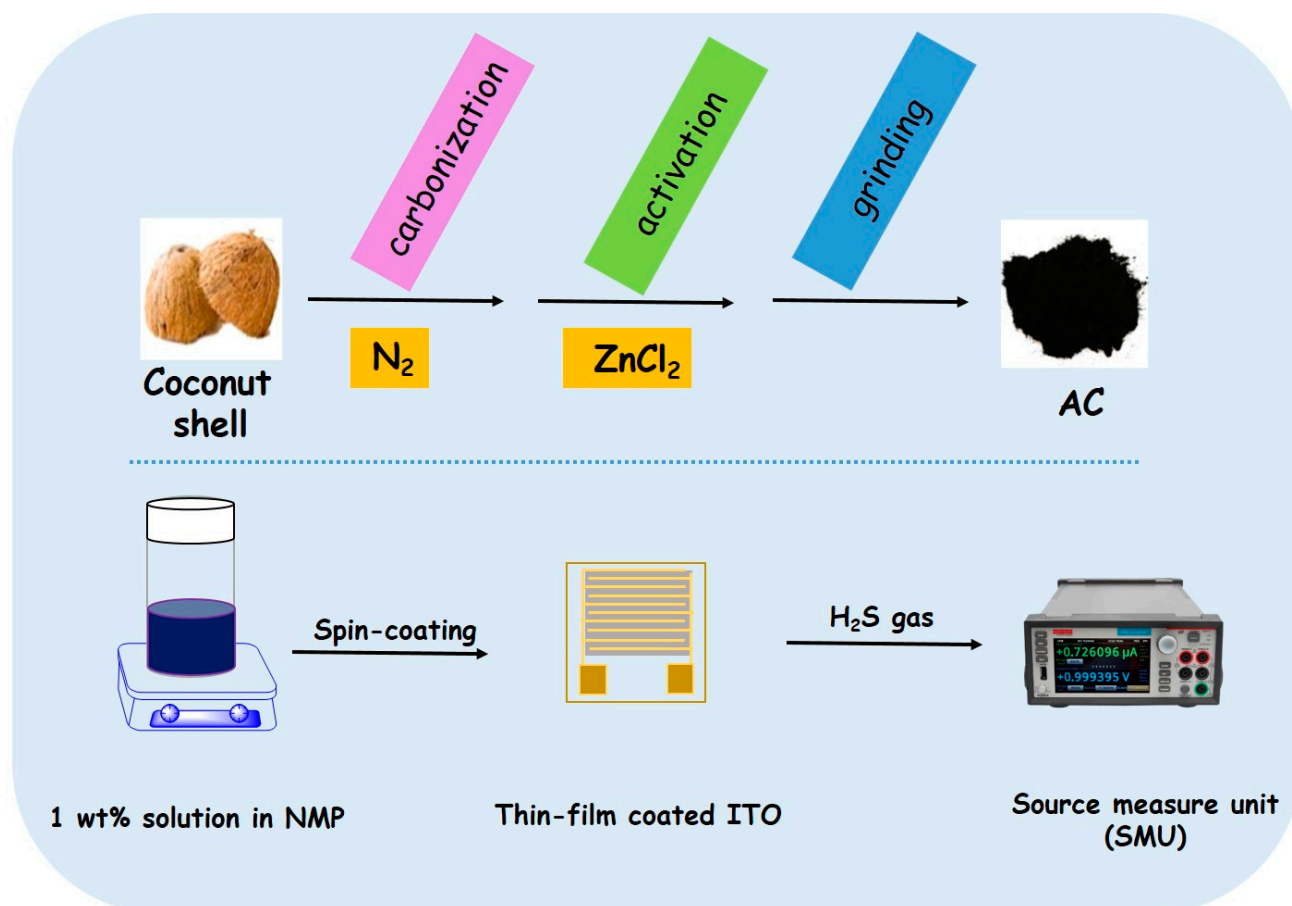 carbonization
activation
grinding
N₂
ZnCl₂
Coconut
shell
AC
Spin-coating
H₂S gas
+0.726096 µA
+0.999395 V
1 wt% solution in NMP
Thin-film coated ITO
Source measure unit
(SMU)